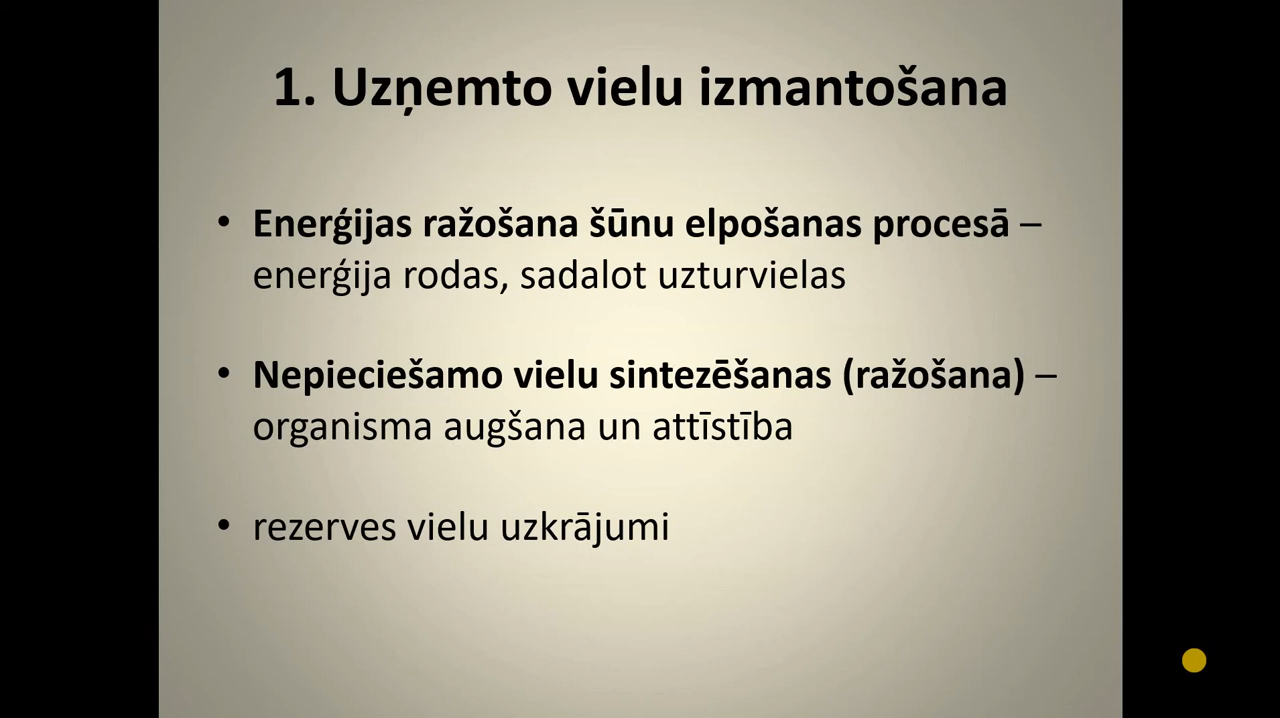 1. Uzņemto vielu izmantošana
• Enerģijas ražošana šūnu elpošanas procesā –
enerģija rodas, sadalot uzturvielas
• Nepieciešamo vielu sintezēšanas (ražošana) –
organisma augšana un attīstība
• rezerves vielu uzkrājumi